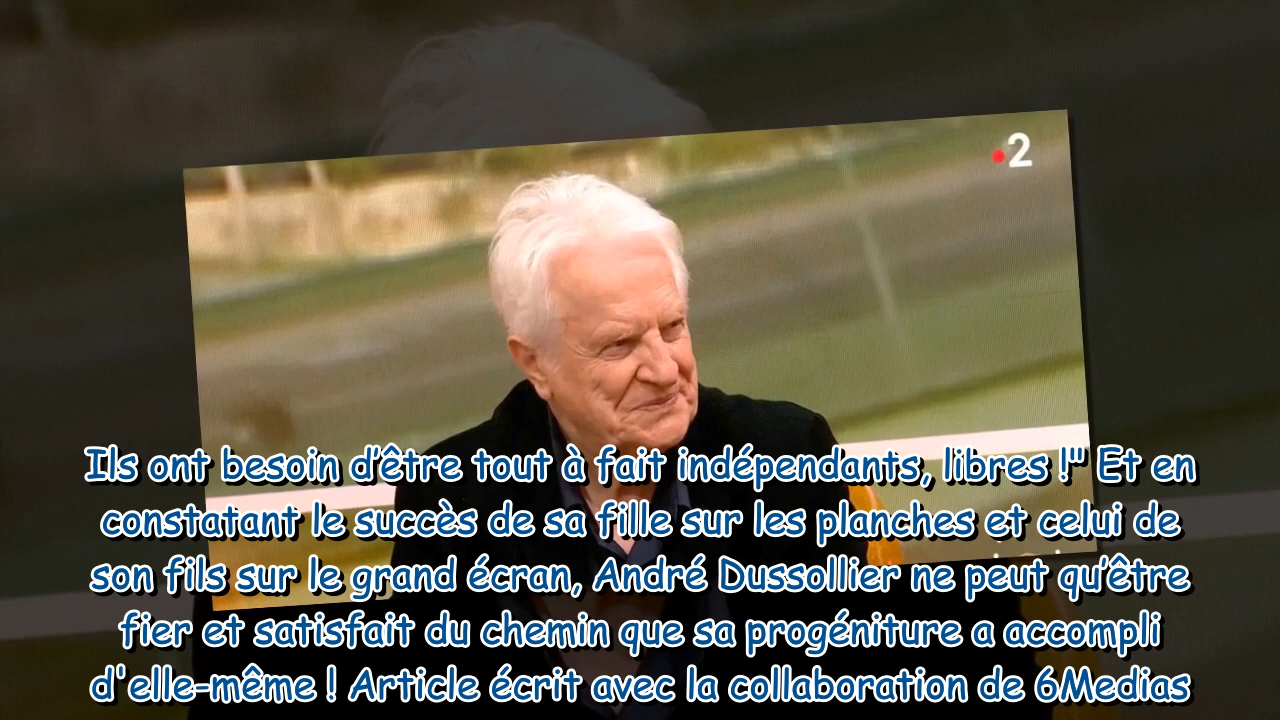 2
Ils ont besoin d’être tout à fait indépendants, libres !" Et en
constatant le succès de sa fille sur les planches et celui de
son fils sur le grand écran, André Dussollier ne peut qu’être
fier et satisfait du chemin que sa progéniture a accompli
d'elle-même ! Article écrit avec la collaboration de 6Medias